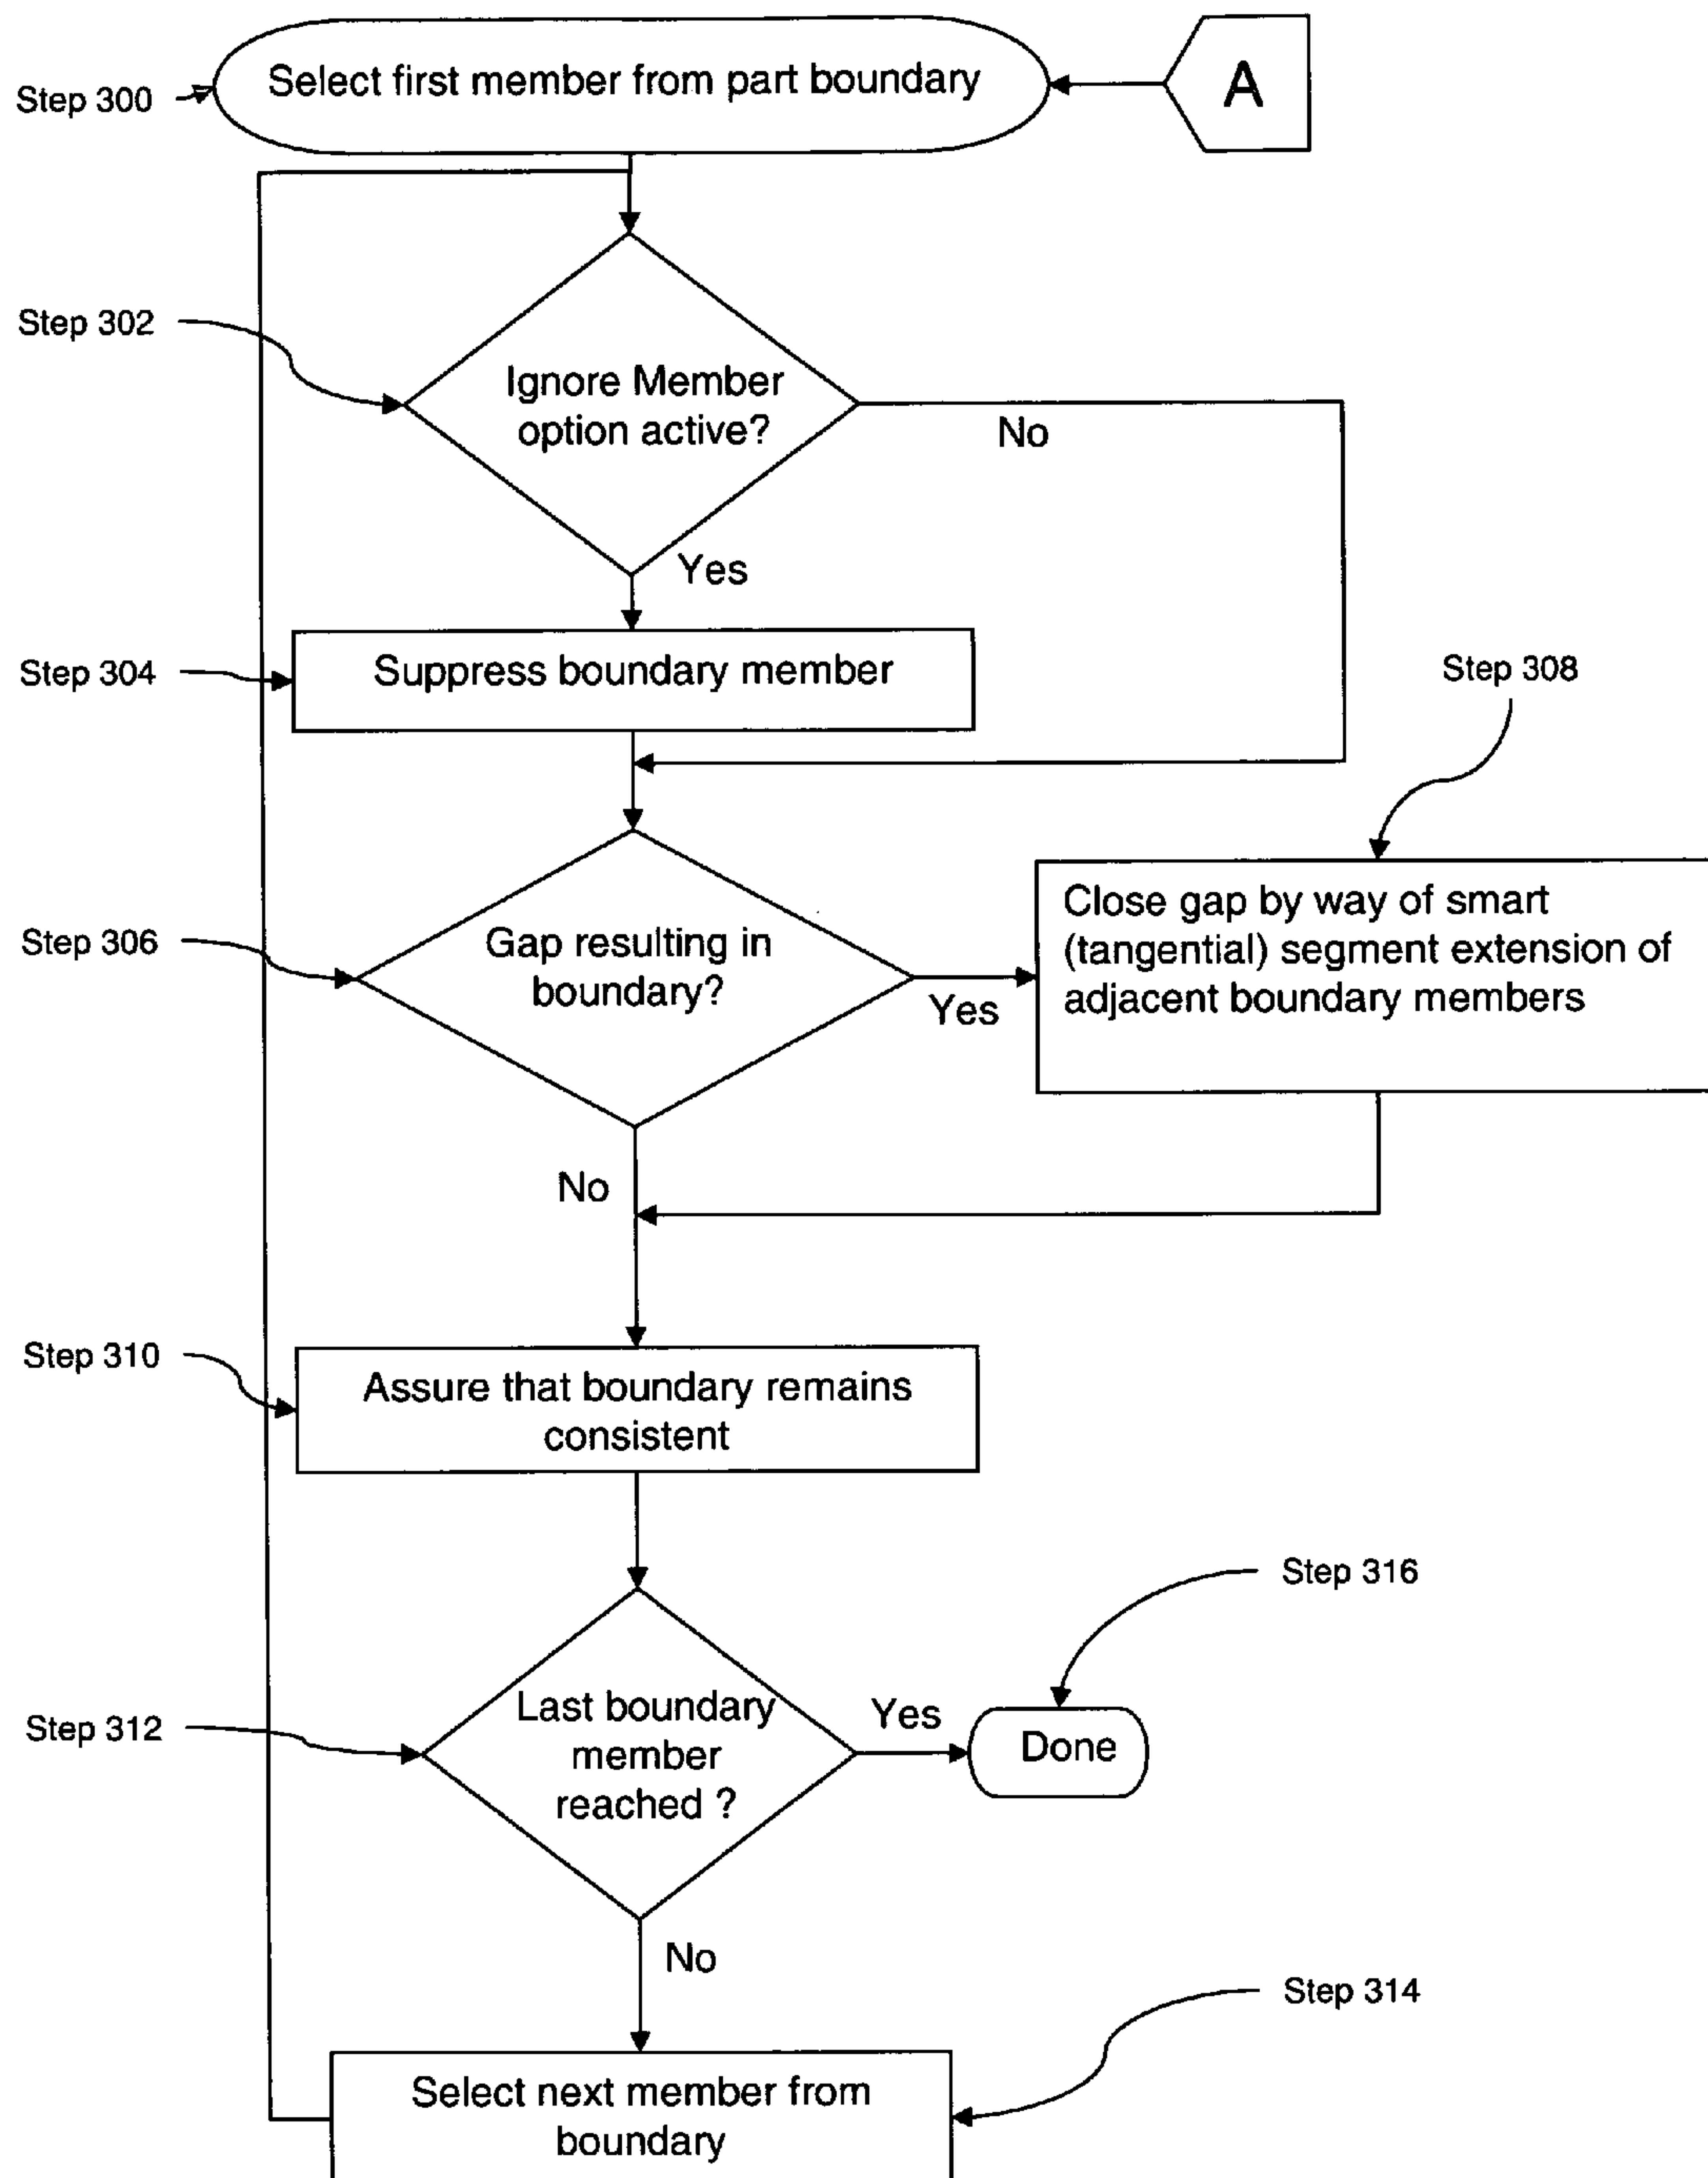 Select first member from part boundary
A
Step 300
Step 302
Ignore Member
option active?
No
Yes
Step 304
Suppress boundary member
Step 308
Close gap by way of smart
(tangential) segment extension of
adjacent boundary members
Step 306
Gap resulting in
boundary?
Yes
No
Step 310
Assure that boundary remains
consistent
Step 316
Step 312
Last boundary
member
reached ?
Yes
Done
No
Step 314
Select next member from
boundary